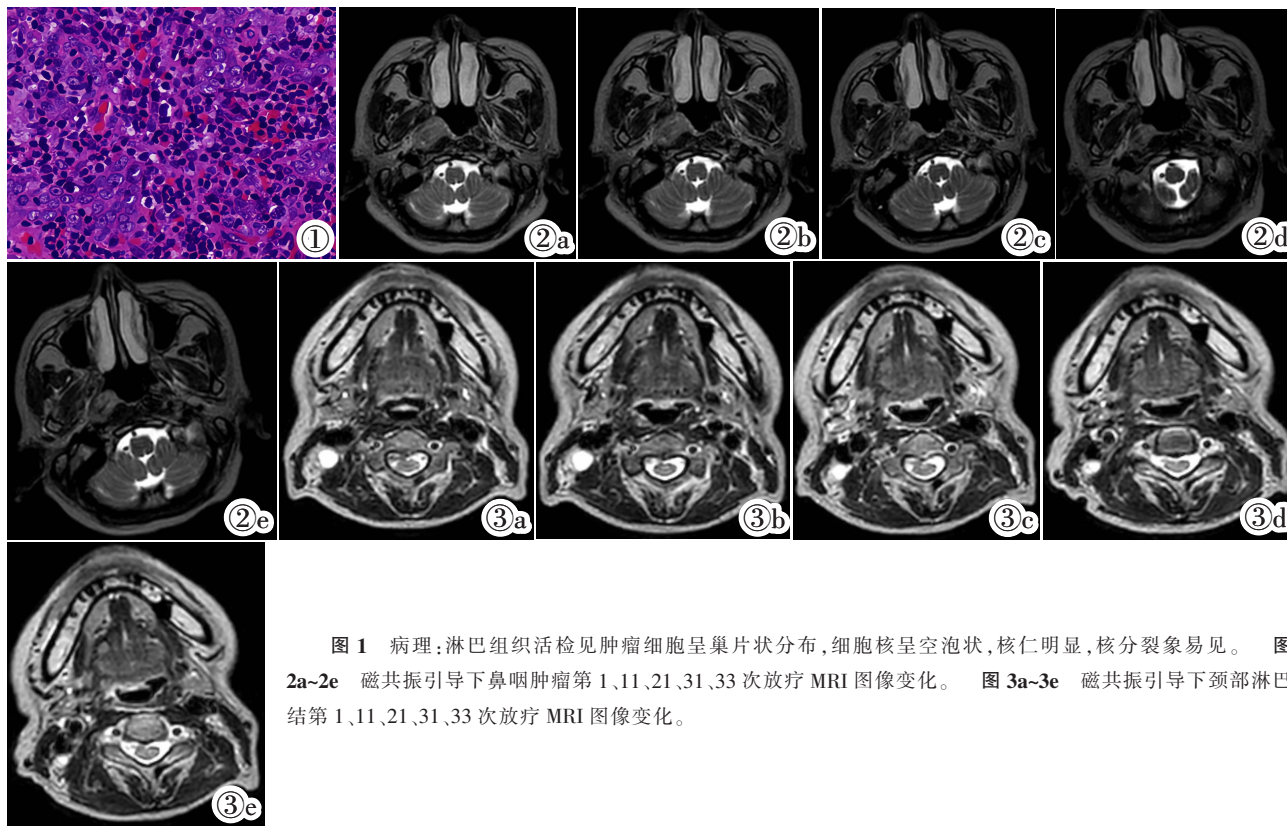 ①
②a
②b
②c
②d
②e
③a
③b
③c
③d
③e
图 1 病理:淋巴组织活检见肿瘤细胞呈巢片状分布,细胞核呈空泡状,核仁明显,核分裂象易见。 图
2a~2e 磁共振引导下鼻咽肿瘤第 1、11、21、31、33 次放疗 MRI 图像变化。 图 3a~3e 磁共振引导下颈部淋巴
结第 1、11、21、31、33 次放疗 MRI 图像变化。